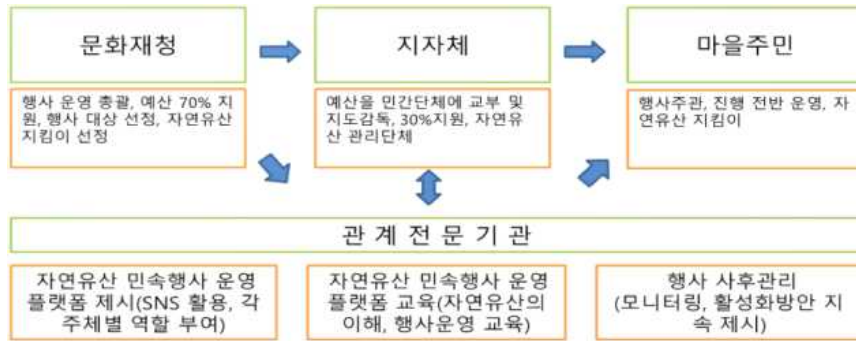 문화재청
지자체
마을주민
행사 운영 총괄, 예산 70% 지
원, 행사 대상 선정, 자연유산
지킴이 선정
예산을 민간단체에 교부 및
지도감독, 30%지원, 자연유
산 관리단체
행사주관, 진행 전반 운영, 자
연유산 지킴이
관 계 전 문 기 관
자연유산 민속행사 운영
플랫폼 제시(SNS 활용, 각
주체별 역할 부여)
자연유산 민속행사 운영
플랫폼 교육(자연유산의
이해, 행사운영 교육)
행사 사후관리
(모니터링, 활성화방안 지
속 제시)